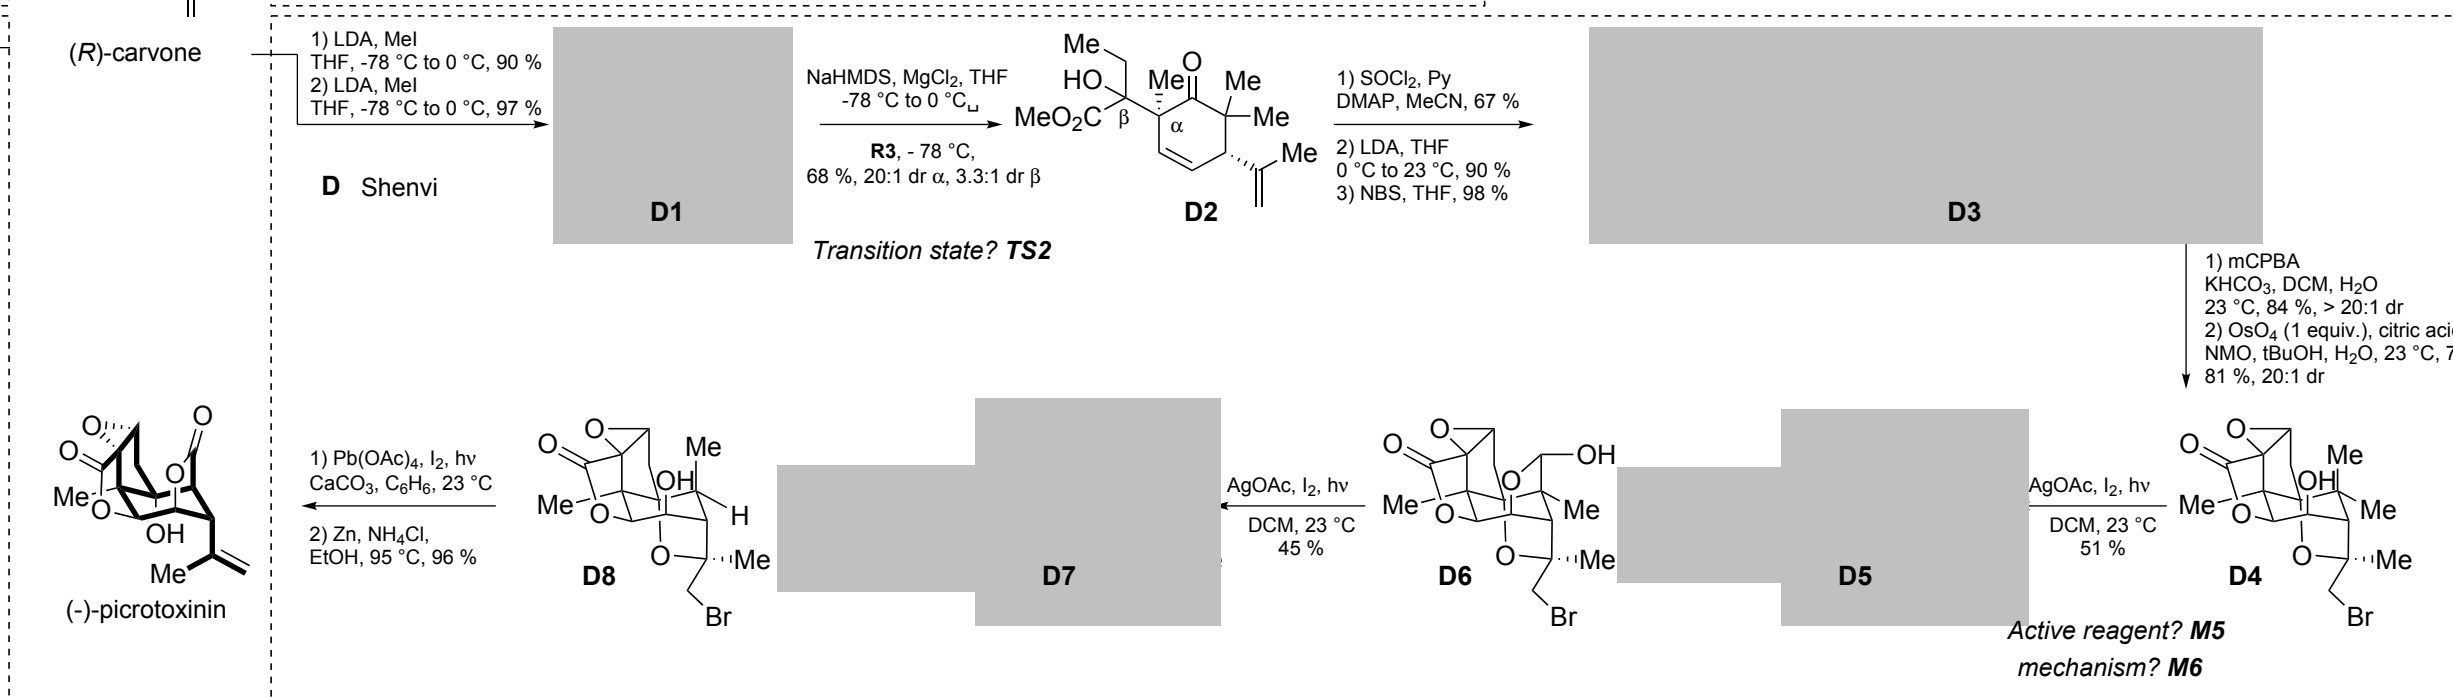 (R)-carvone
1) LDA, MeI
THF, -78 °C to 0 °C, 90 %
2) LDA, MeI
THF, -78 °C to 0 °C, 97 %
D Shenvi
D1
NaHMDS, MgCl₂, THF
-78 °C to 0 °C␣
R3, - 78 °C,
68 %, 20:1 dr α, 3.3:1 dr β
Transition state? TS2
Me
HO
MeO₂C
β
Me
O
Me
Me
α
Me
D2
1) SOCl₂, Py
DMAP, MeCN, 67 %
2) LDA, THF
0 °C to 23 °C, 90 %
3) NBS, THF, 98 %
D3
1) mCPBA
KHCO₃, DCM, H₂O
23 °C, 84 %, > 20:1 dr
2) OsO₄ (1 equiv.), citric
NMO, tBuOH, H₂O, 23 °C,
81 %, 20:1 dr
O
O
O
Me
O
O
OH
Me
(-)-picrotoxinin
1) Pb(OAc)₄, I₂, hν
CaCO₃, C₆H₆, 23 °C
2) Zn, NH₄Cl,
EtOH, 95 °C, 96 %
O
O
Me
OH
Me
O
H
O
Me
Br
D8
D7
AgOAc, I₂, hν
DCM, 23 °C
45 %
O
O
OH
O
Me
O
Me
O
Me
Br
D6
D5
AgOAc, I₂, hν
DCM, 23 °C
51 %
O
O
Me
OH
Me
O
Me
O
Me
Br
D4
Active reagent? M5
mechanism? M6